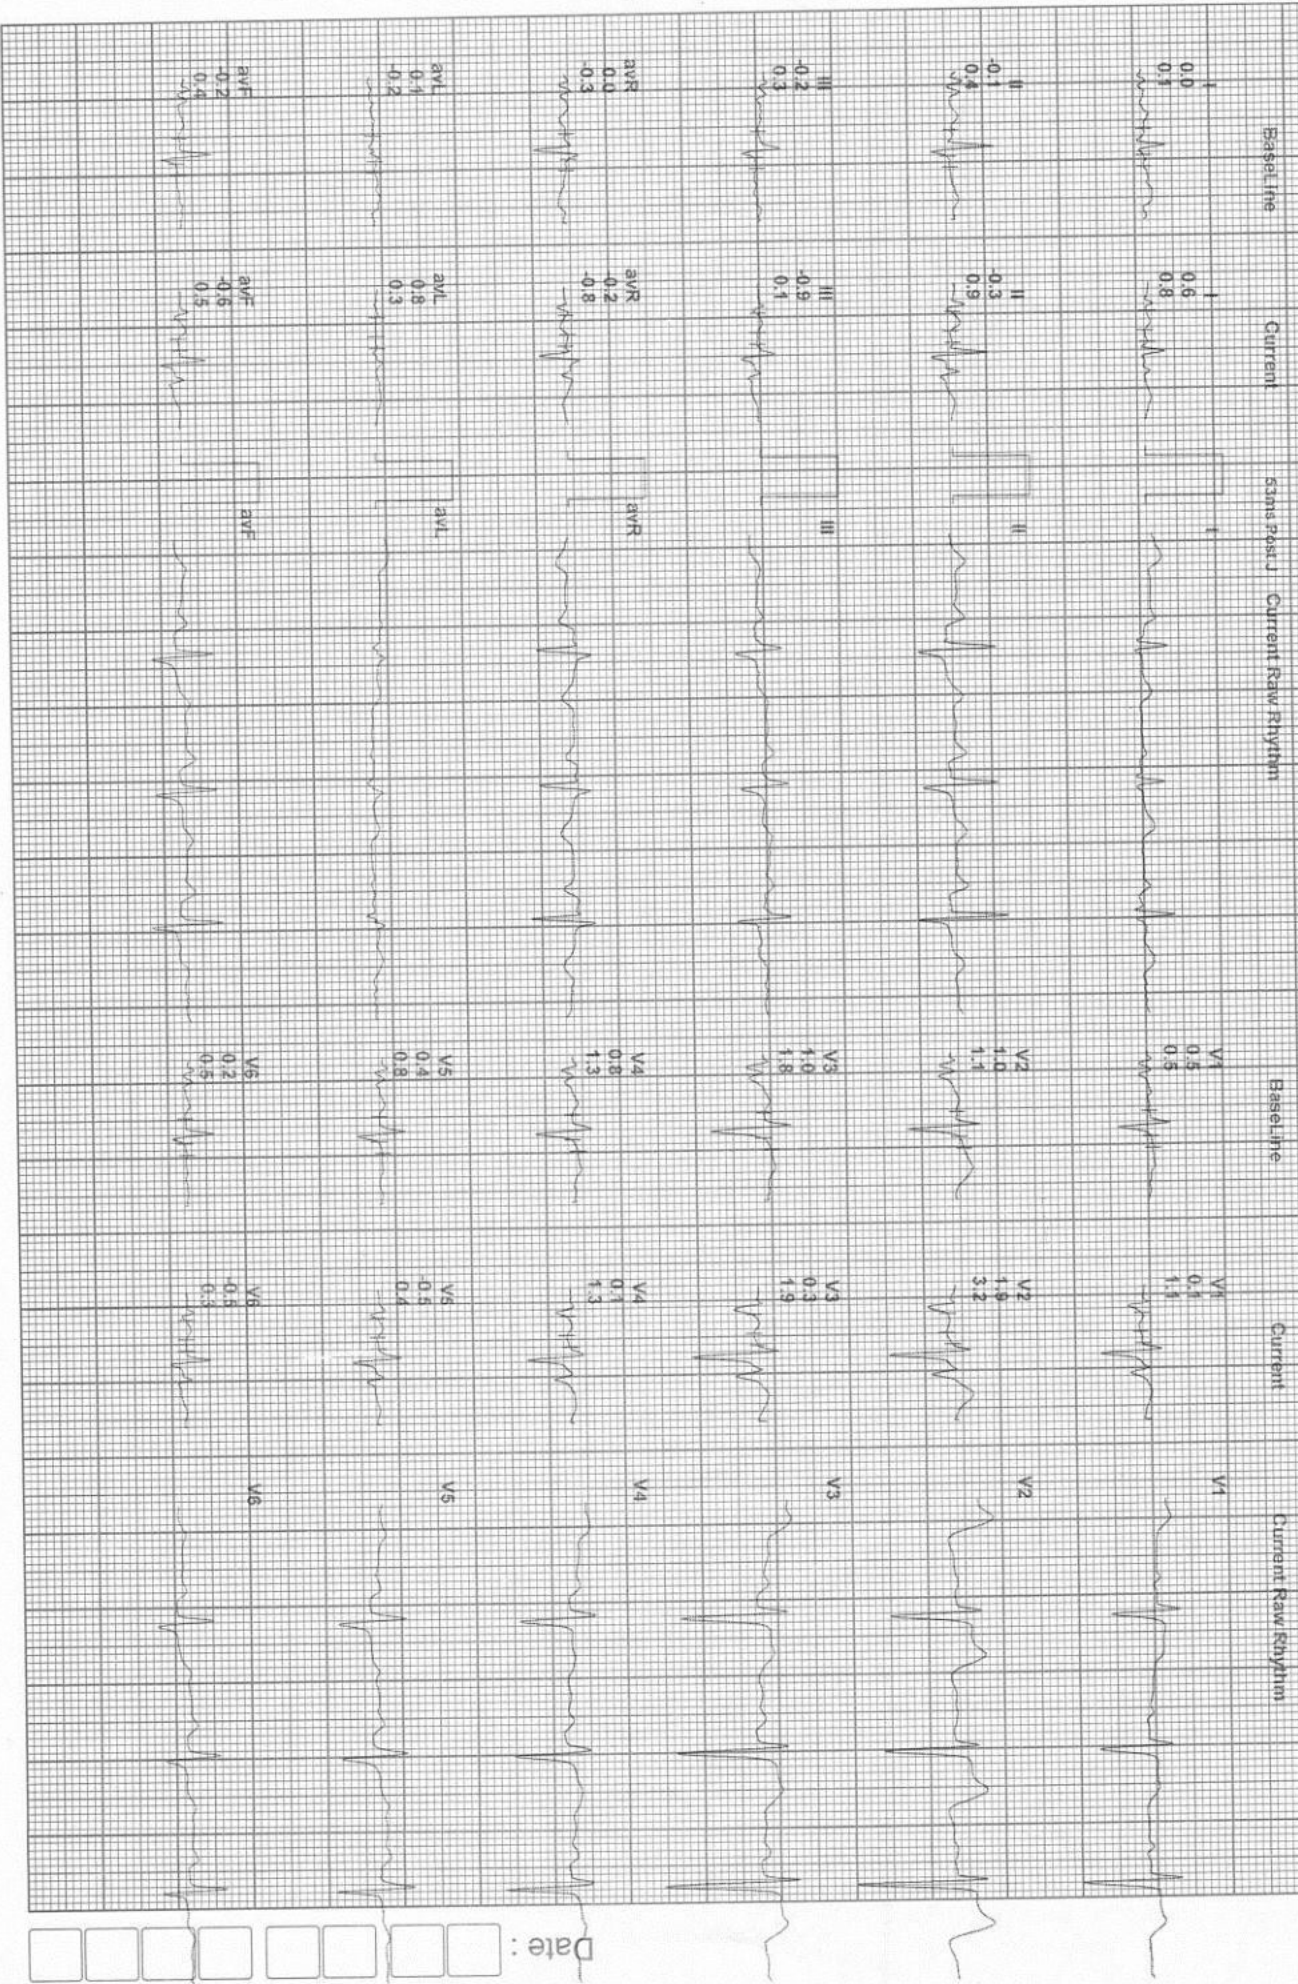 BaseLine Current 53ms Post J Current Raw Rhythm BaseLine Current Current Raw Rhythm
I I I V1 V1 V1
0.0 0.6 0.5 0.1
0.1 0.8 0.5 1.1
II II II V2 V2 V2
-0.1 -0.3 1.0 1.9
0.4 0.9 1.1 3.2
III III III V3 V3 V3
-0.2 -0.9 1.0 0.3
0.3 0.1 1.8 1.9
avR avR avR V4 V4 V4
0.0 -0.2 0.8 0.1
-0.3 -0.8 1.3 1.3
avL avL avL V5 V5 V5
0.1 0.8 0.4 -0.5
-0.2 0.3 0.8 0.4
avF avF avF V6 V6 V6
-0.2 -0.6 0.2 -0.5
0.4 0.5 0.5 0.3
Date :